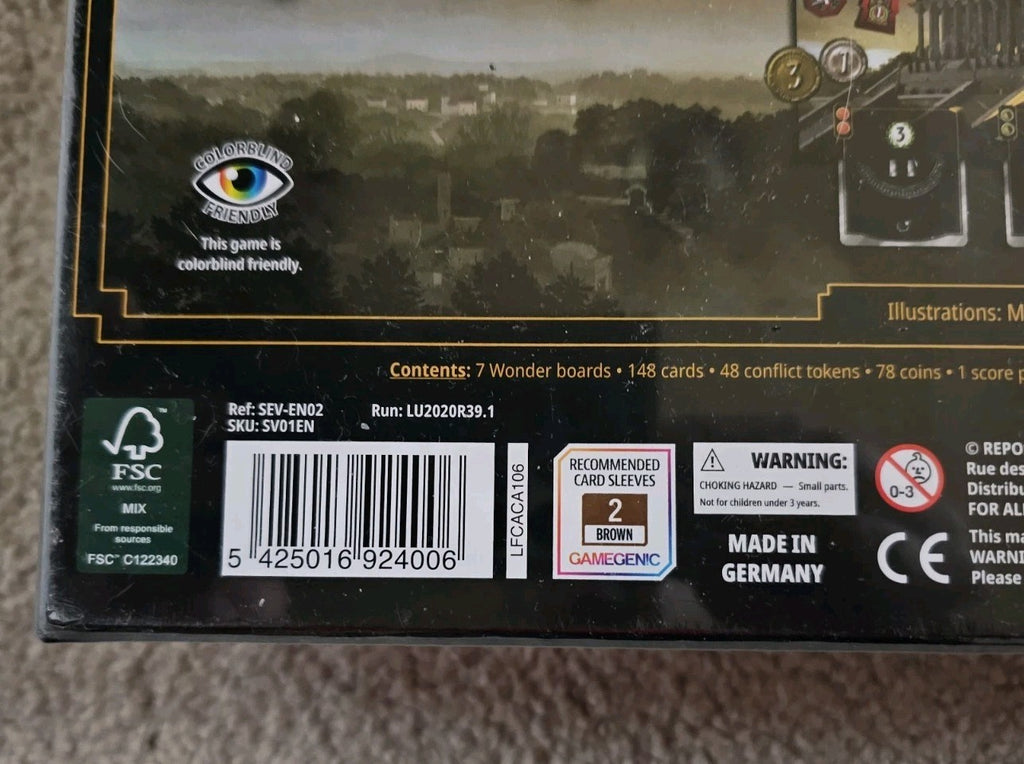 3
1
3
COLORBLIND
FRIENDLY
This game is
colorblind friendly.
Illustrations: M
Contents: 7 Wonder boards • 148 cards • 48 conflict tokens • 78 coins • 1 score p
FSC
www.fsc.org
MIX
From responsible
sources
FSC™ C122340
Ref: SEV-EN02 Run: LU2020R39.1
SKU: SV01EN
5 425016 924006
LFCACA106
RECOMMENDED
CARD SLEEVES
2
BROWN
GAMEGENIC
WARNING:
CHOKING HAZARD — Small parts.
Not for children under 3 years.
MADE IN
GERMANY
0-3
CE
© REPO
Rue des
Distribu
FOR ALL
This ma
WARNI
Please